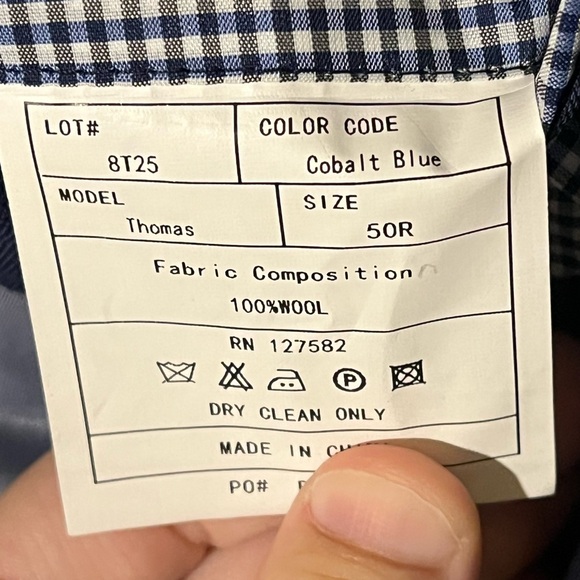 LOT# COLOR CODE
8T25 Cobalt Blue
MODEL SIZE
Thomas 50R
Fabric Composition
100%WOOL
RN 127582
P
DRY CLEAN ONLY
MADE IN
PO#